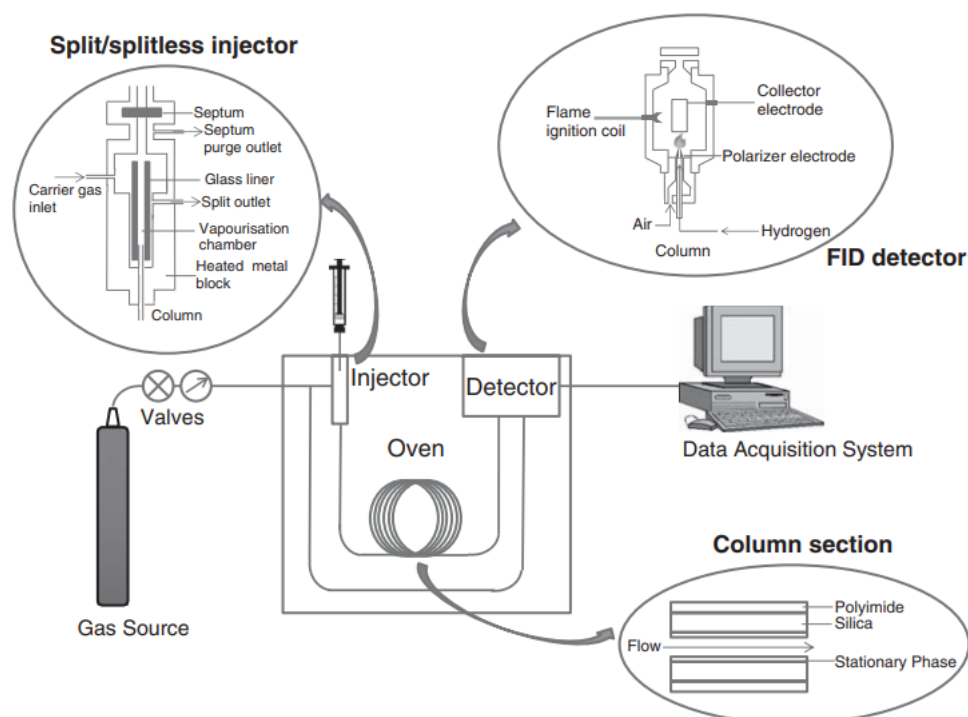 Split/splitless injector
Septum
Septum
purge outlet
Carrier gas
inlet
Glass liner
Split outlet
Vapourisation
chamber
Heated metal
block
Column
Flame
ignition coil
Collector
electrode
Polarizer electrode
Air
Hydrogen
Column
FID detector
Injector
Detector
Valves
Oven
Data Acquisition System
Gas Source
Column section
Polyimide
Silica
Flow
Stationary Phase